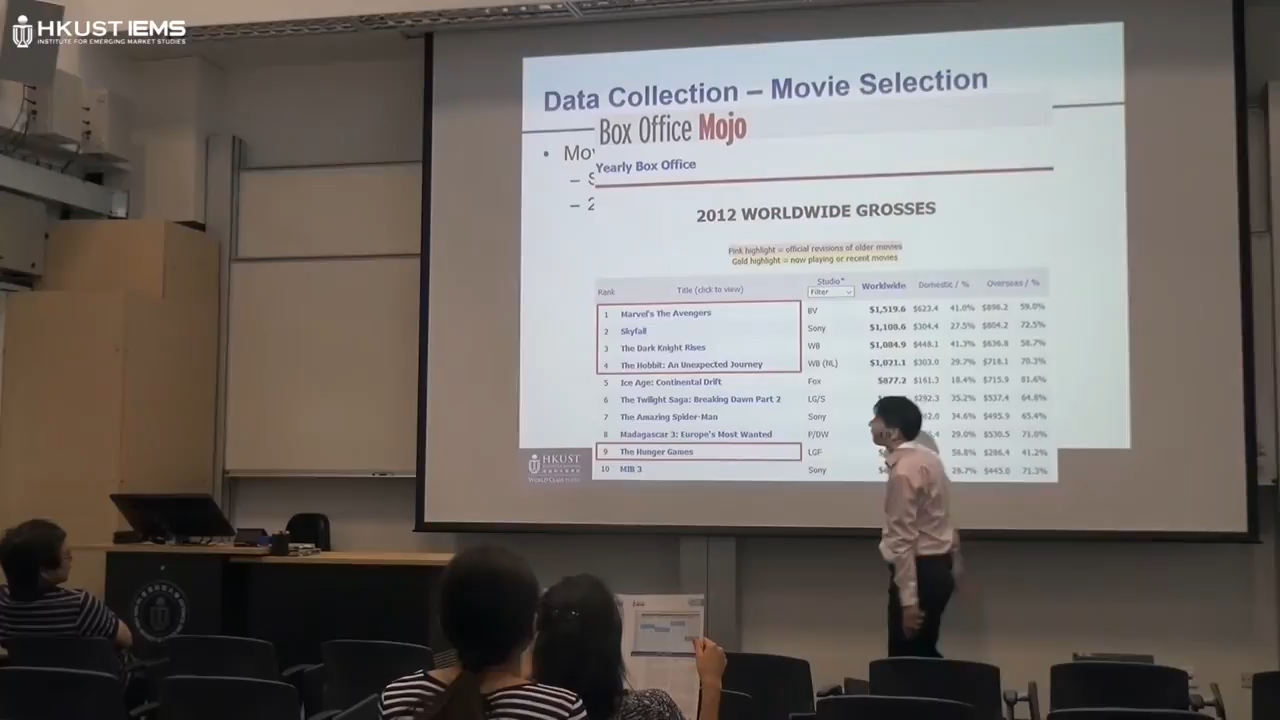 HKUST IEMS
INSTITUTE FOR EMERGING MARKET STUDIES
Data Collection – Movie Selection
Box Office Mojo
• Mo
Yearly Box Office
– S
– 2
2012 WORLDWIDE GROSSES
Pink highlight = official revisions of older movies
Gold highlight = now playing or recent movies
Rank Title (click to view) Studio* Filter Worldwide Domestic / % Overseas / %
1 Marvel's The Avengers BV $1,519.6 $623.4 41.0% $896.2 59.0%
2 Skyfall Sony $1,108.6 $304.4 27.5% $804.2 72.5%
3 The Dark Knight Rises WB $1,084.9 $448.1 41.3% $636.8 58.7%
4 The Hobbit: An Unexpected Journey WB (NL) $1,021.1 $303.0 29.7% $718.1 70.3%
5 Ice Age: Continental Drift Fox $877.2 $161.3 18.4% $715.9 81.6%
6 The Twilight Saga: Breaking Dawn Part 2 LG/S $292.3 35.2% $537.4 64.8%
7 The Amazing Spider-Man Sony 34.6% $495.9 65.4%
8 Madagascar 3: Europe's Most Wanted P/DW 29.0% $530.5 71.0%
9 The Hunger Games LGF 58.8% $286.4 41.2%
10 MIB 3 Sony 28.7% $445.0 71.3%
HKUST